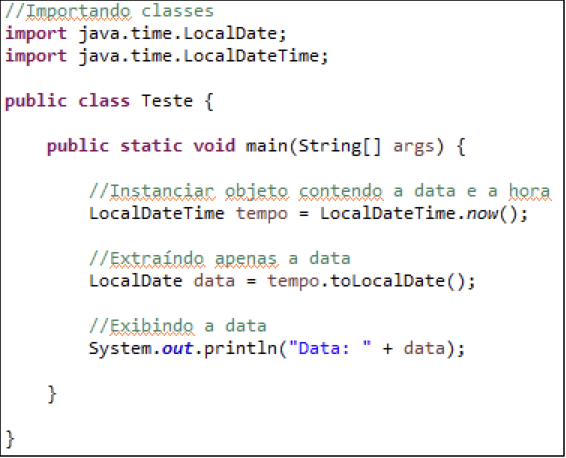 //Importando classes
import java.time.LocalDate;
import java.time.LocalDateTime;
public class Teste {
public static void main(String[] args) {
//Instanciar objeto contendo a data e a hora
LocalDateTime tempo = LocalDateTime.now();
//Extraíndo apenas a data
LocalDate data = tempo.toLocalDate();
//Exibindo a data
System.out.println("Data: " + data);
}
}